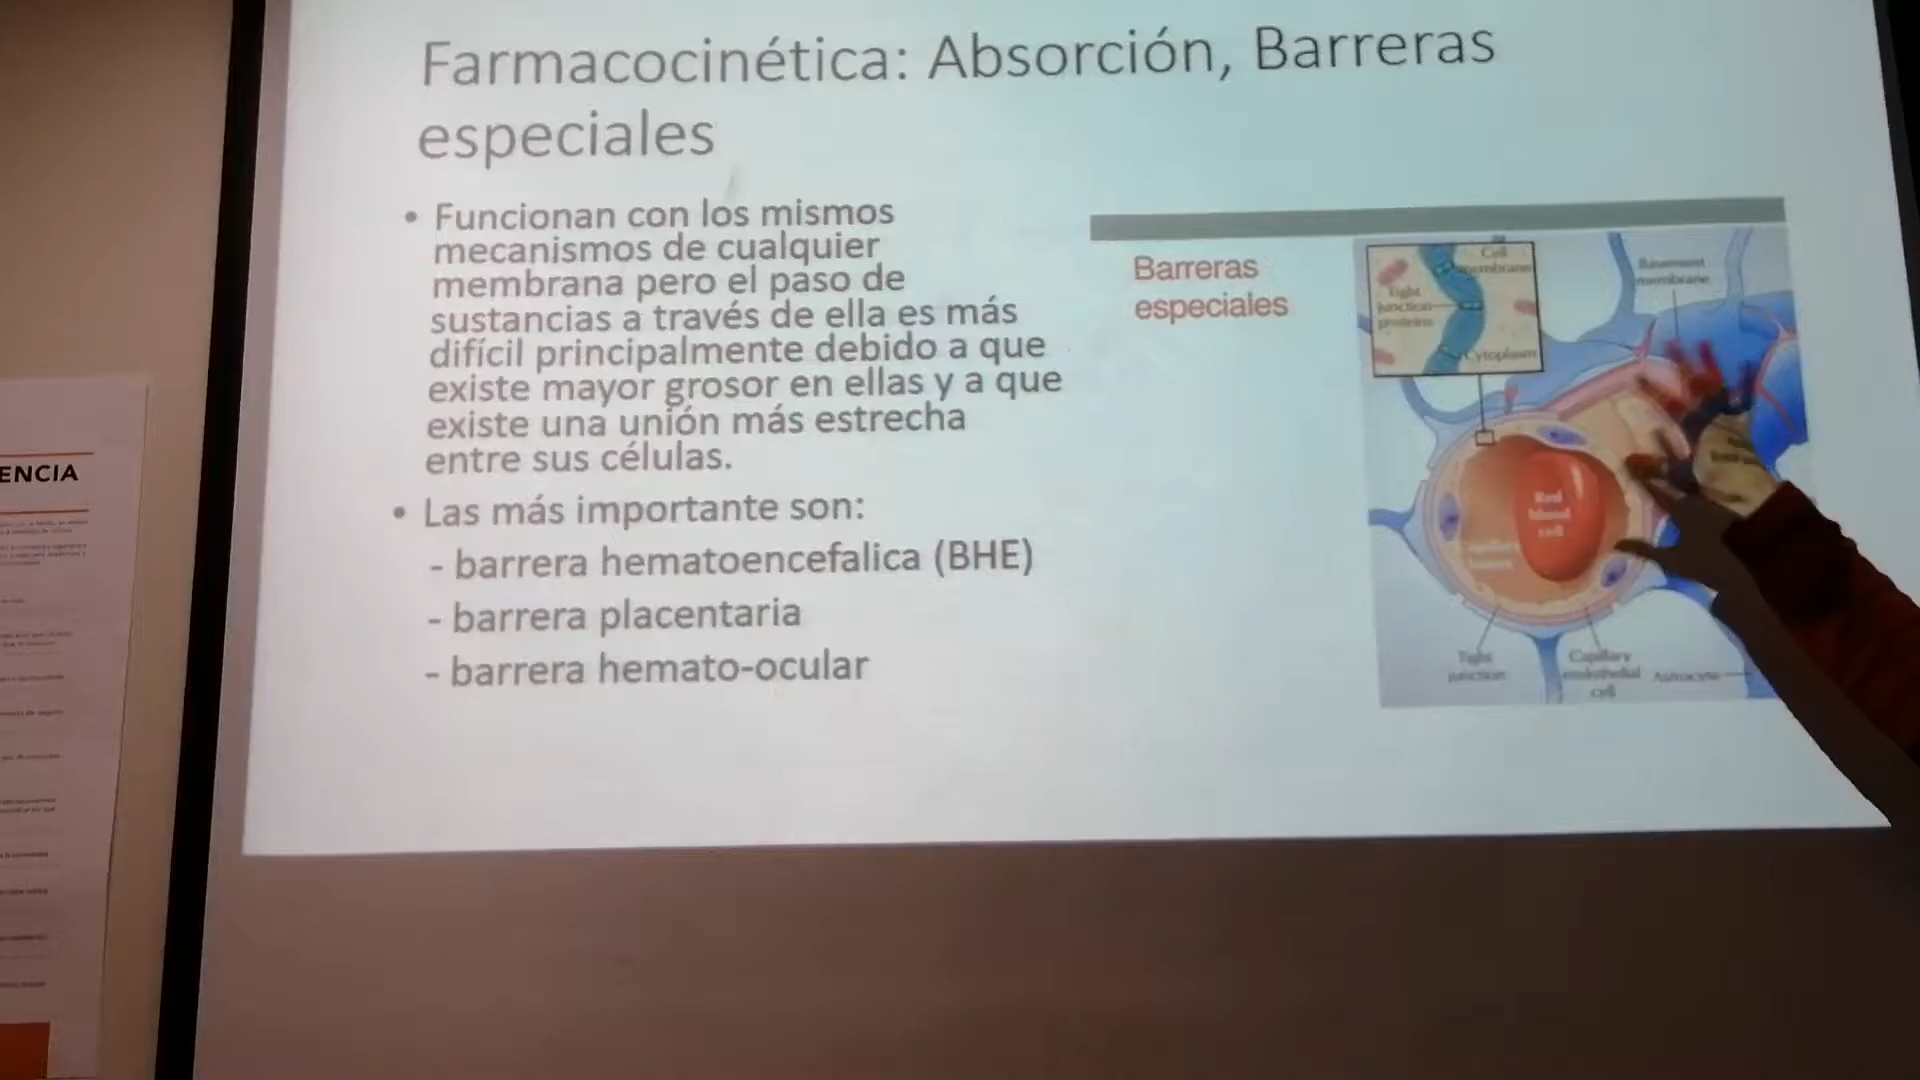 Farmacocinética: Absorción, Barreras
especiales
• Funcionan con los mismos
mecanismos de cualquier
membrana pero el paso de
sustancias a través de ella es más
difícil principalmente debido a que
existe mayor grosor en ellas y a que
existe una unión más estrecha
entre sus células.
• Las más importante son:
- barrera hematoencefalica (BHE)
- barrera placentaria
- barrera hemato-ocular
Barreras
especiales
Cell
membrane
Tight
junction
proteins
Cytoplasm
Basement
membrane
Red
blood
cell
Tight
junction
Capillary
endothelial
cell
Astrocyte
ENCIA